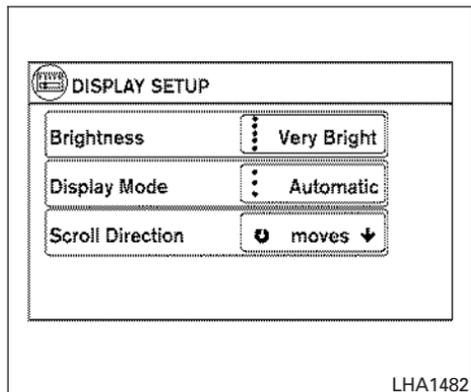 DISPLAY SETUP
Brightness Very Bright
Display Mode Automatic
Scroll Direction moves
LHA1482